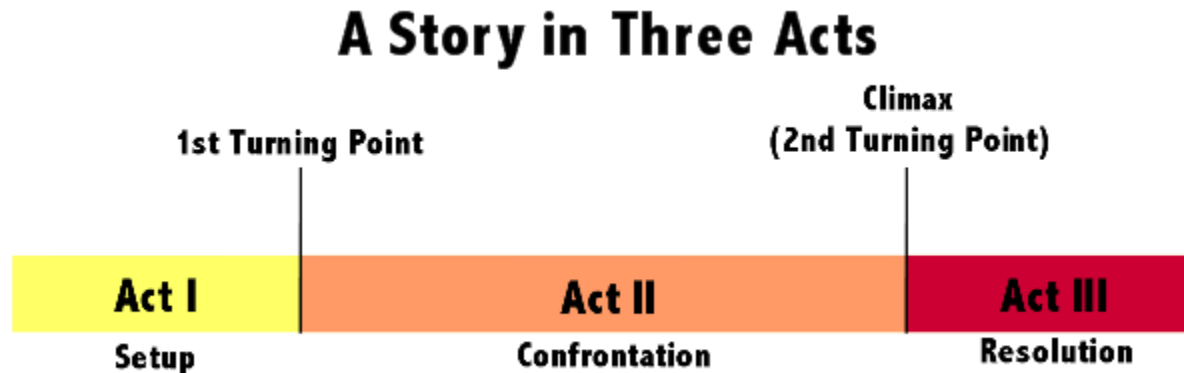 A Story in Three Acts
1st Turning Point
Climax
(2nd Turning Point)
Act I
Act II
Act III
Setup
Confrontation
Resolution